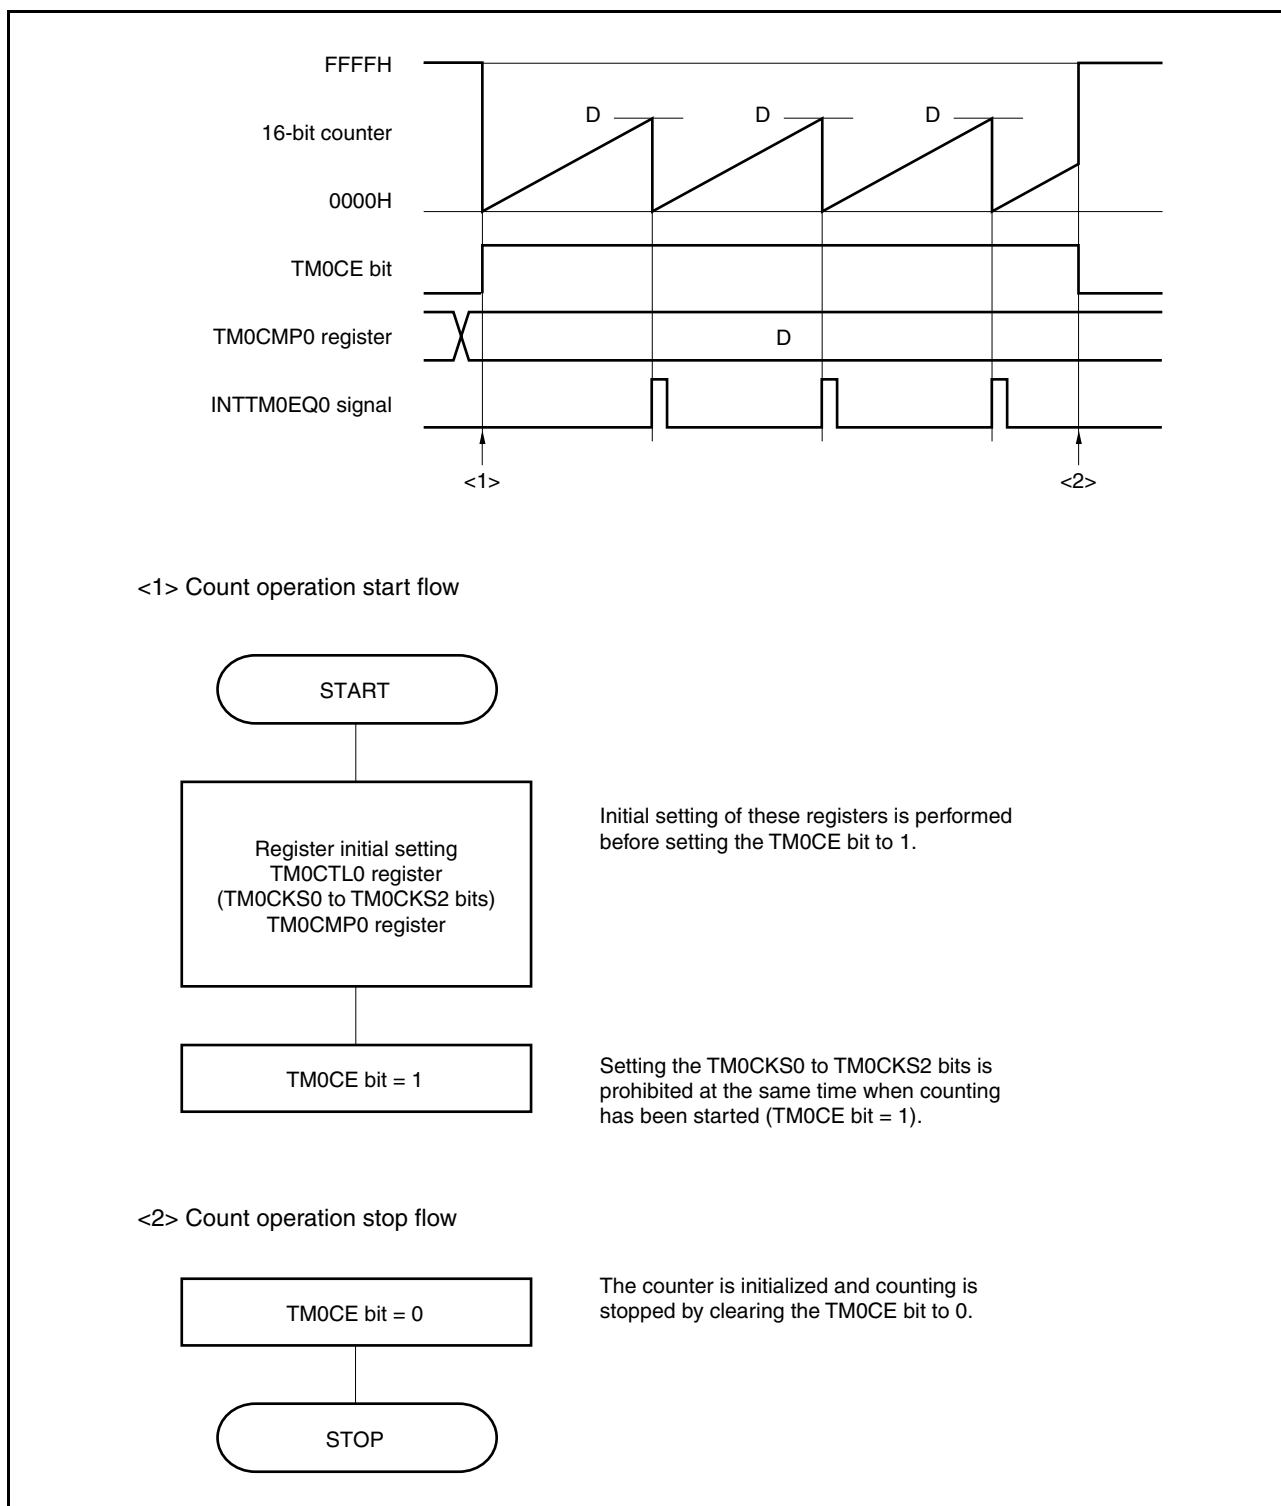 FFFFH
D D D
16-bit counter
0000H
TM0CE bit
TM0CMP0 register
D
INTTM0EQ0 signal
<1> <2>
<1> Count operation start flow
START
Register initial setting
TM0CTL0 register
(TM0CKS0 to TM0CKS2 bits)
TM0CMP0 register
Initial setting of these registers is performed
before setting the TM0CE bit to 1.
TM0CE bit = 1
Setting the TM0CKS0 to TM0CKS2 bits is
prohibited at the same time when counting
has been started (TM0CE bit = 1).
<2> Count operation stop flow
TM0CE bit = 0
The counter is initialized and counting is
stopped by clearing the TM0CE bit to 0.
STOP